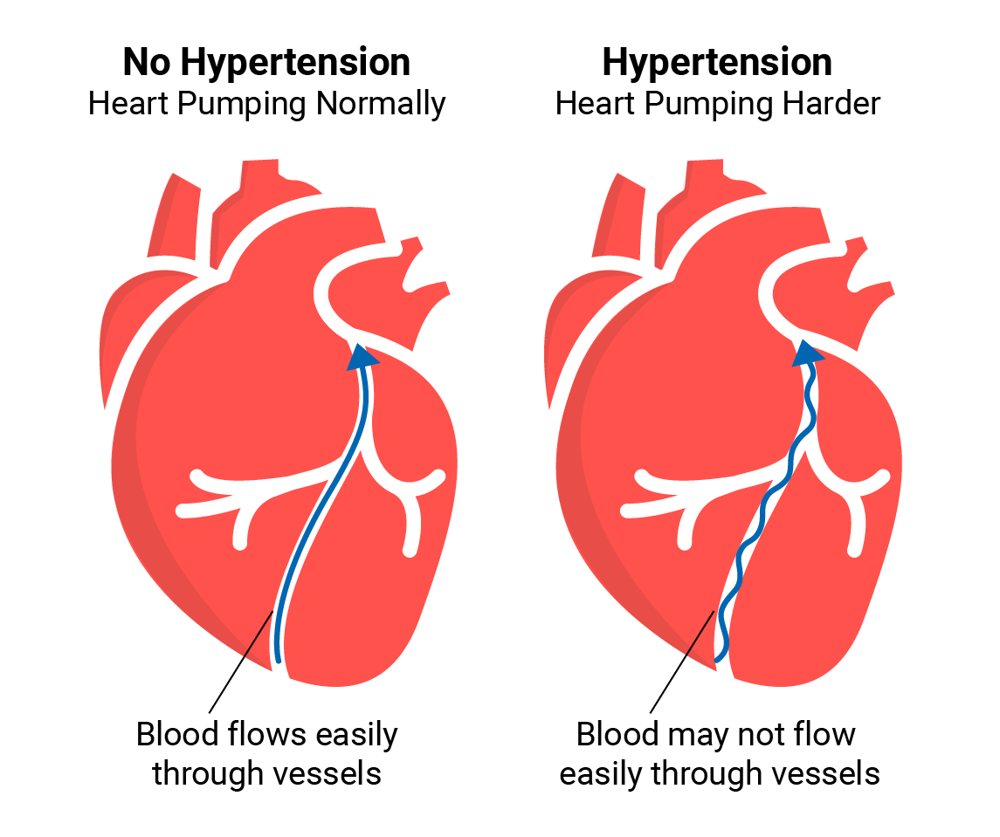 No Hypertension
Heart Pumping Normally
Blood flows easily
through vessels
Hypertension
Heart Pumping Harder
Blood may not flow
easily through vessels